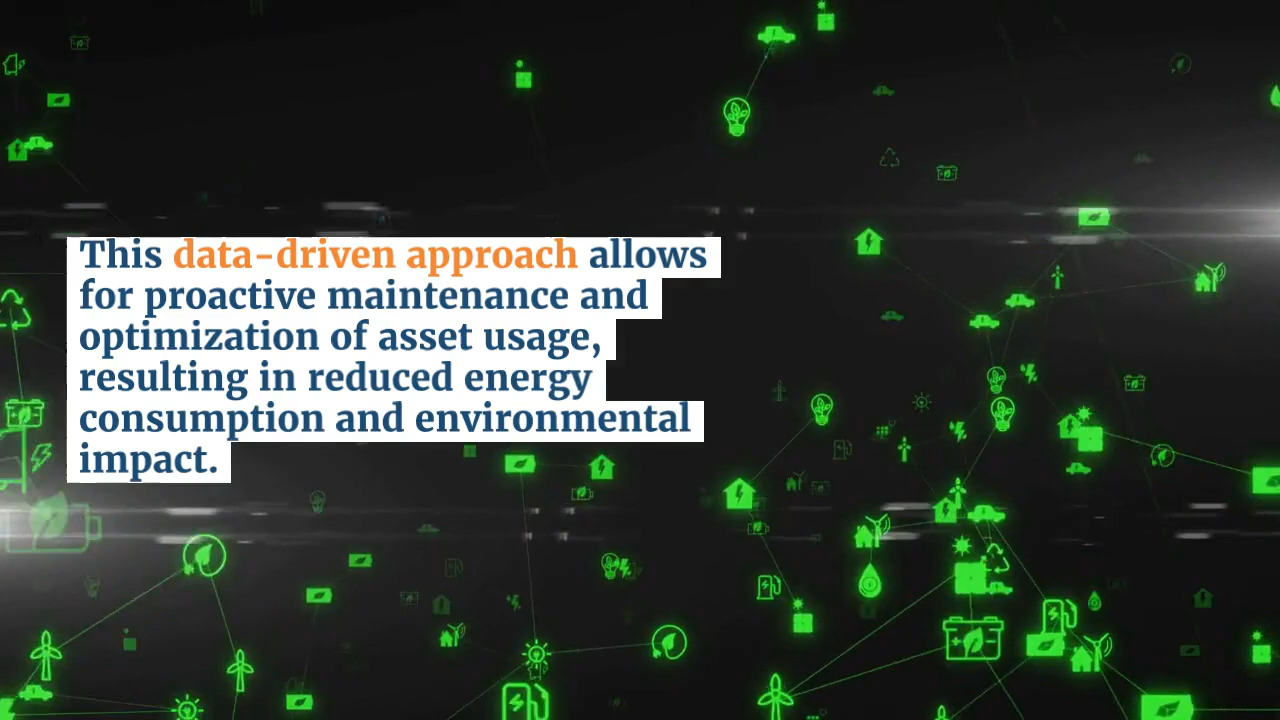 This data-driven approach allows
for proactive maintenance and
optimization of asset usage,
resulting in reduced energy
consumption and environmental
impact.